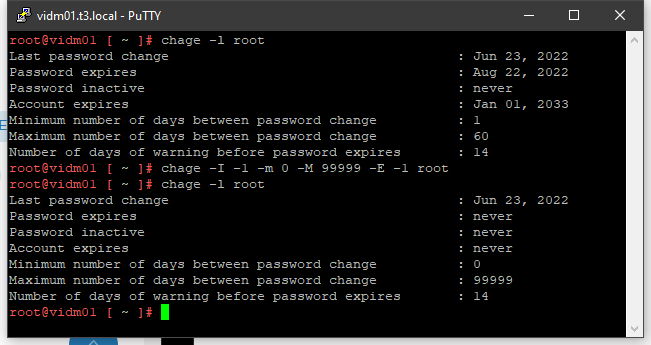 vidm01.t3.local - PuTTY
root@vidm01 [ ~ ]# chage -l root
Last password change : Jun 23, 2022
Password expires : Aug 22, 2022
Password inactive : never
Account expires : Jan 01, 2033
Minimum number of days between password change : 1
Maximum number of days between password change : 60
Number of days of warning before password expires : 14
root@vidm01 [ ~ ]# chage -I -1 -m 0 -M 99999 -E -1 root
root@vidm01 [ ~ ]# chage -l root
Last password change : Jun 23, 2022
Password expires : never
Password inactive : never
Account expires : never
Minimum number of days between password change : 0
Maximum number of days between password change : 99999
Number of days of warning before password expires : 14
root@vidm01 [ ~ ]#